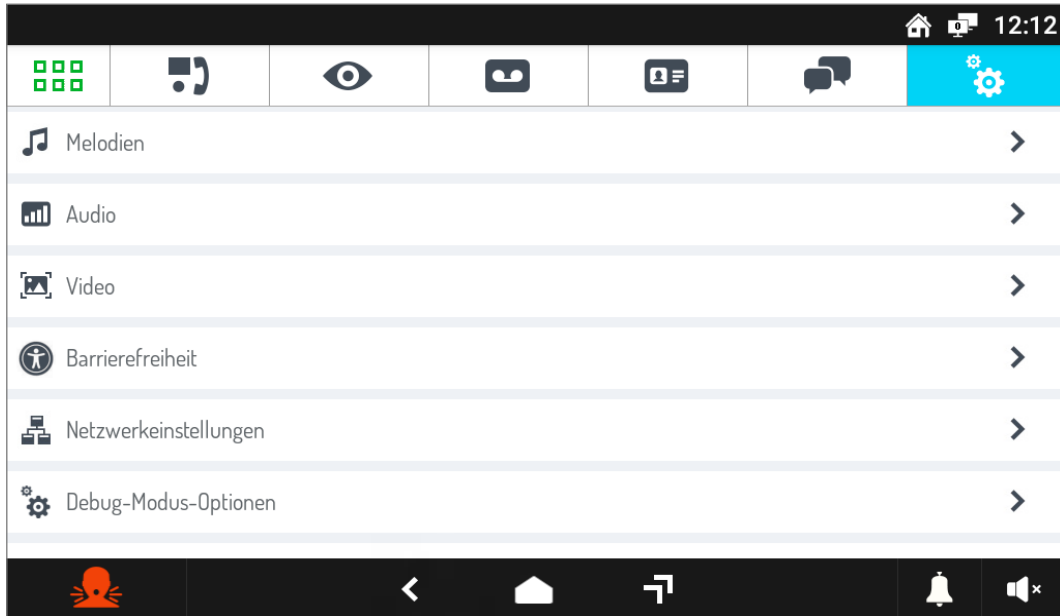 12:12
Melodien
Audio
Video
Barrierefreiheit
Netzwerkeinstellungen
Debug-Modus-Optionen